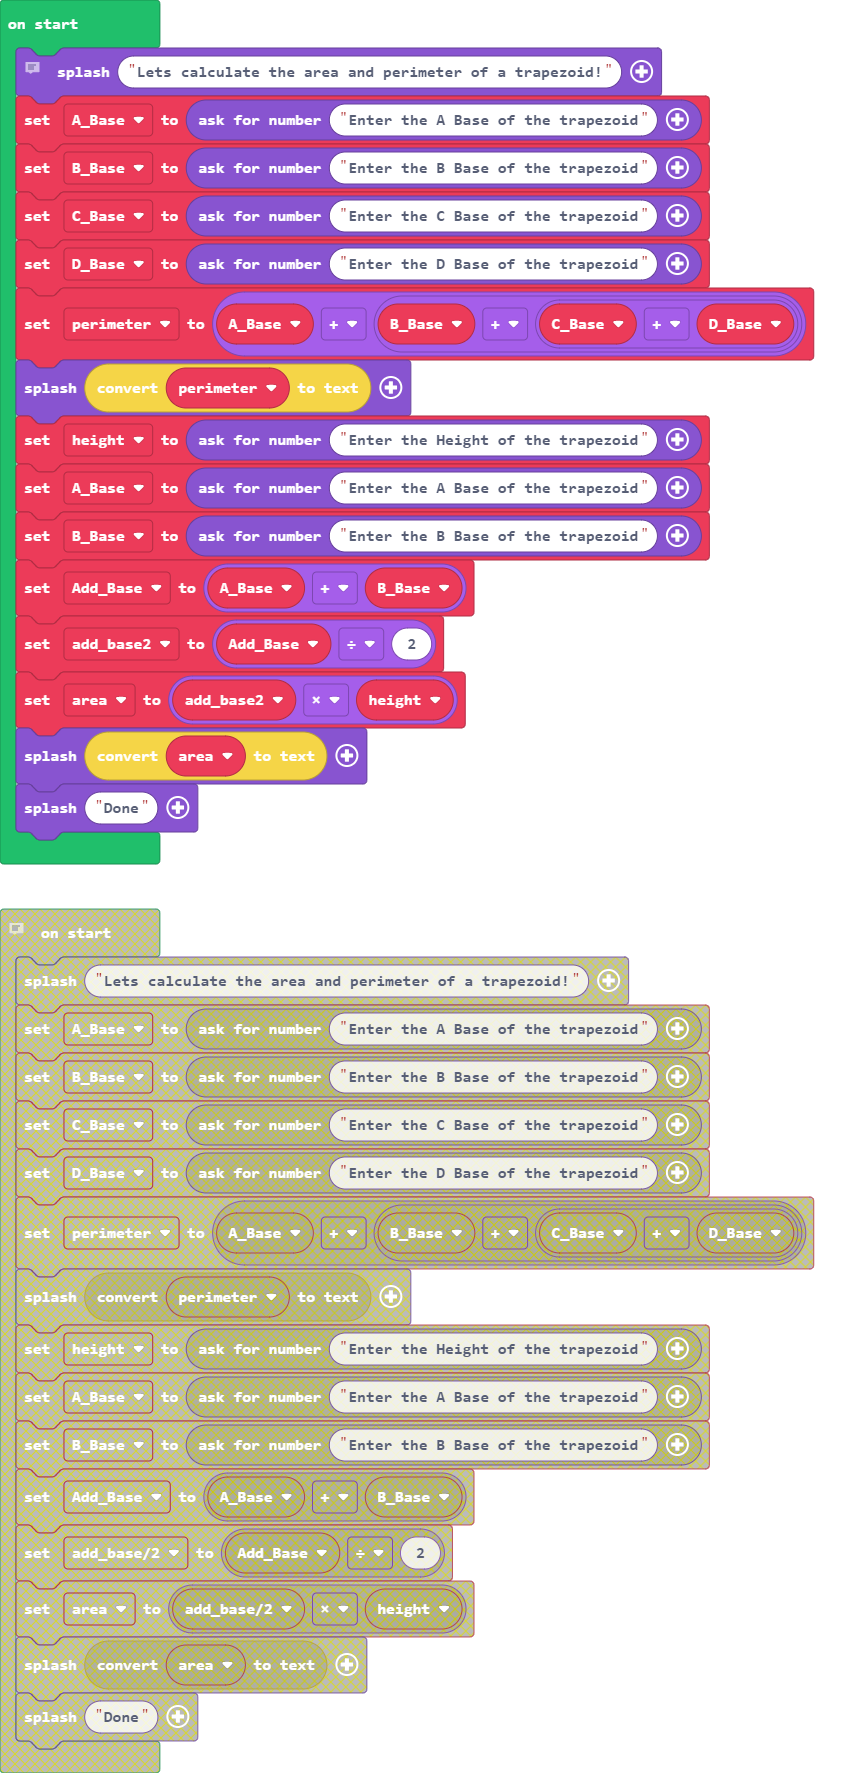 on start
splash "Lets calculate the area and perimeter of a trapezoid!"
set A_Base to ask for number "Enter the A Base of the trapezoid"
set B_Base to ask for number "Enter the B Base of the trapezoid"
set C_Base to ask for number "Enter the C Base of the trapezoid"
set D_Base to ask for number "Enter the D Base of the trapezoid"
set perimeter to A_Base + B_Base + C_Base + D_Base
splash convert perimeter to text
set height to ask for number "Enter the Height of the trapezoid"
set A_Base to ask for number "Enter the A Base of the trapezoid"
set B_Base to ask for number "Enter the B Base of the trapezoid"
set Add_Base to A_Base + B_Base
set add_base2 to Add_Base ÷ 2
set area to add_base2 × height
splash convert area to text
splash "Done"
on start
splash "Lets calculate the area and perimeter of a trapezoid!"
set A_Base to ask for number "Enter the A Base of the trapezoid"
set B_Base to ask for number "Enter the B Base of the trapezoid"
set C_Base to ask for number "Enter the C Base of the trapezoid"
set D_Base to ask for number "Enter the D Base of the trapezoid"
set perimeter to A_Base + B_Base + C_Base + D_Base
splash convert perimeter to text
set height to ask for number "Enter the Height of the trapezoid"
set A_Base to ask for number "Enter the A Base of the trapezoid"
set B_Base to ask for number "Enter the B Base of the trapezoid"
set Add_Base to A_Base + B_Base
set add_base/2 to Add_Base ÷ 2
set area to add_base/2 × height
splash convert area to text
splash "Done"